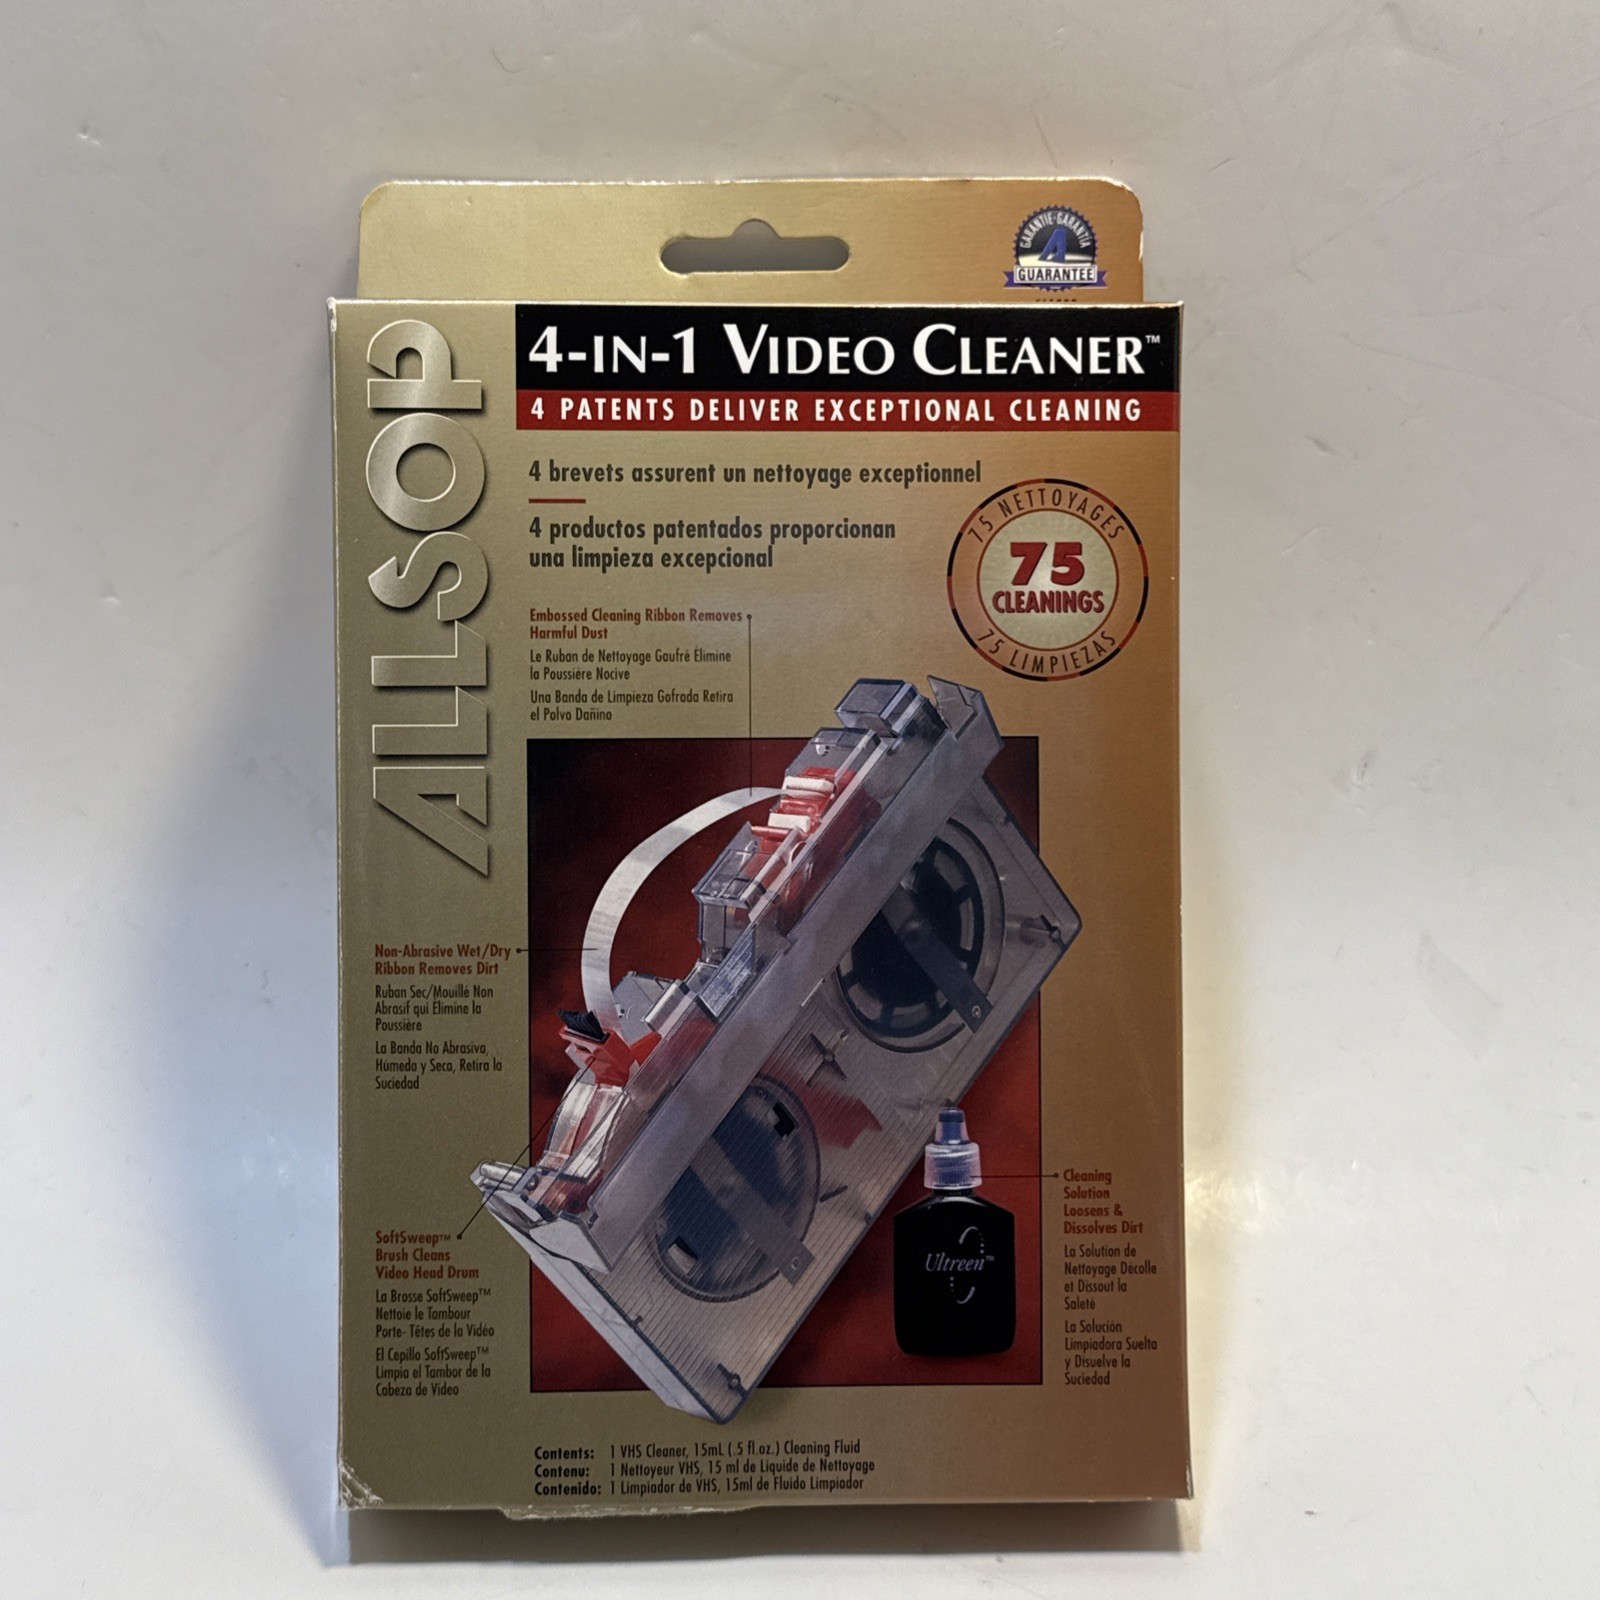 GARANTIE-GARANTÍA
A
GUARANTEE
ALLSOP
4-IN-1 VIDEO CLEANER™
4 PATENTS DELIVER EXCEPTIONAL CLEANING
4 brevets assurent un nettoyage exceptionnel
4 productos patentados proporcionan
una limpieza excepcional
75 NETTOYAGES
75
CLEANINGS
75 LIMPIEZAS
Embossed Cleaning Ribbon Removes
Harmful Dust
Le Ruban de Nettoyage Gaufré Élimine
la Poussière Nocive
Una Banda de Limpieza Gofrada Retira
el Polvo Dañino
Non-Abrasive Wet/Dry
Ribbon Removes Dirt
Ruban Sec/Mouillé Non
Abrasif qui Élimine la
Poussière
La Banda No Abrasiva,
Húmeda y Seca, Retira la
Suciedad
SoftSweep™
Brush Cleans
Video Head Drum
La Brosse SoftSweep™
Nettoie le Tambour
Porte- Têtes de la Vidéo
El Cepillo SoftSweep™
Limpia el Tambor de la
Cabeza de Vídeo
Ultreen™
Cleaning
Solution
Loosens &
Dissolves Dirt
La Solution de
Nettoyage Décolle
et Dissout la
Saleté
La Solución
Limpiadora Suelta
y Disuelve la
Suciedad
Contents: 1 VHS Cleaner, 15mL (.5 fl.oz.) Cleaning Fluid
Contenu: 1 Nettoyeur VHS, 15 ml de Liquide de Nettoyage
Contenido: 1 Limpiador de VHS, 15ml de Fluido Limpiador